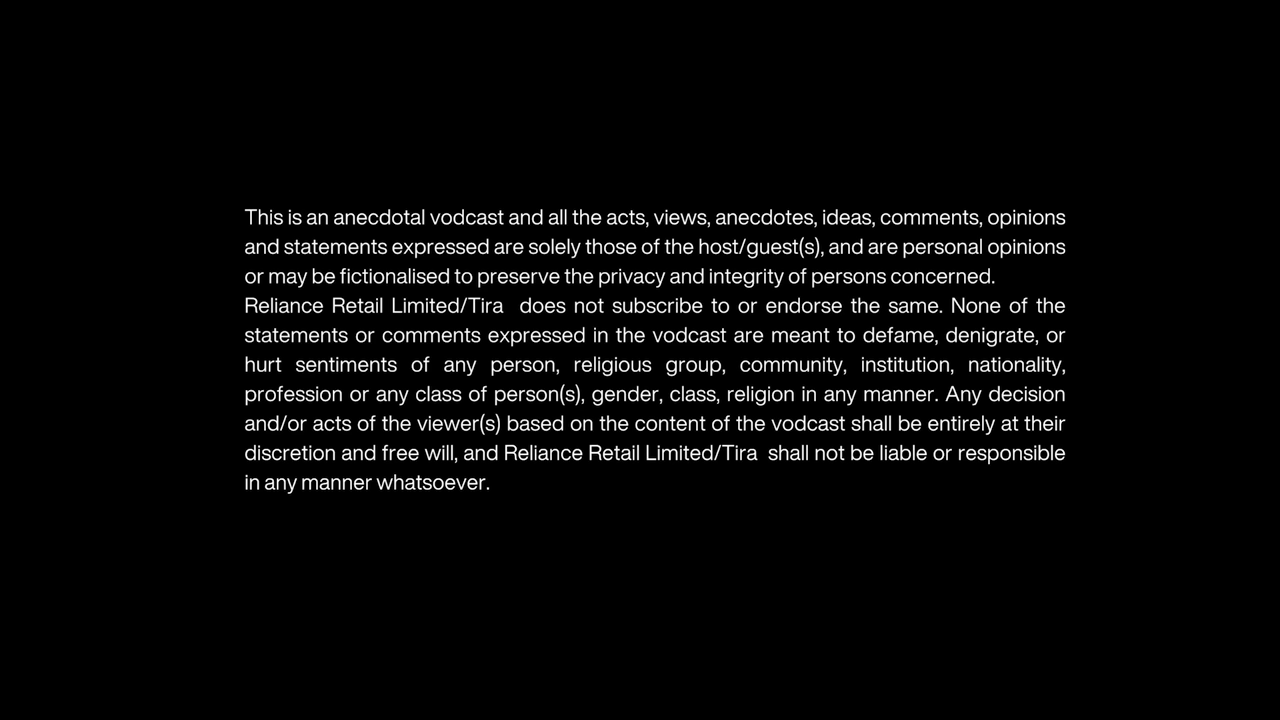 This is an anecdotal vodcast and all the acts, views, anecdotes, ideas, comments, opinions
and statements expressed are solely those of the host/guest(s), and are personal opinions
or may be fictionalised to preserve the privacy and integrity of persons concerned.
Reliance Retail Limited/Tira does not subscribe to or endorse the same. None of the
statements or comments expressed in the vodcast are meant to defame, denigrate, or
hurt sentiments of any person, religious group, community, institution, nationality,
profession or any class of person(s), gender, class, religion in any manner. Any decision
and/or acts of the viewer(s) based on the content of the vodcast shall be entirely at their
discretion and free will, and Reliance Retail Limited/Tira shall not be liable or responsible
in any manner whatsoever.